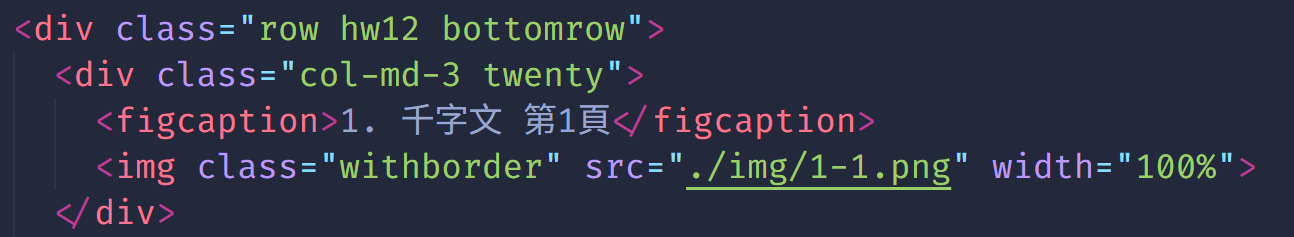 <div class="row hw12 bottomrow">
<div class="col-md-3 twenty">
<figcaption>1. 千字文 第1頁</figcaption>
<img class="withborder" src="./img/1-1.png" width="100%">
</div>